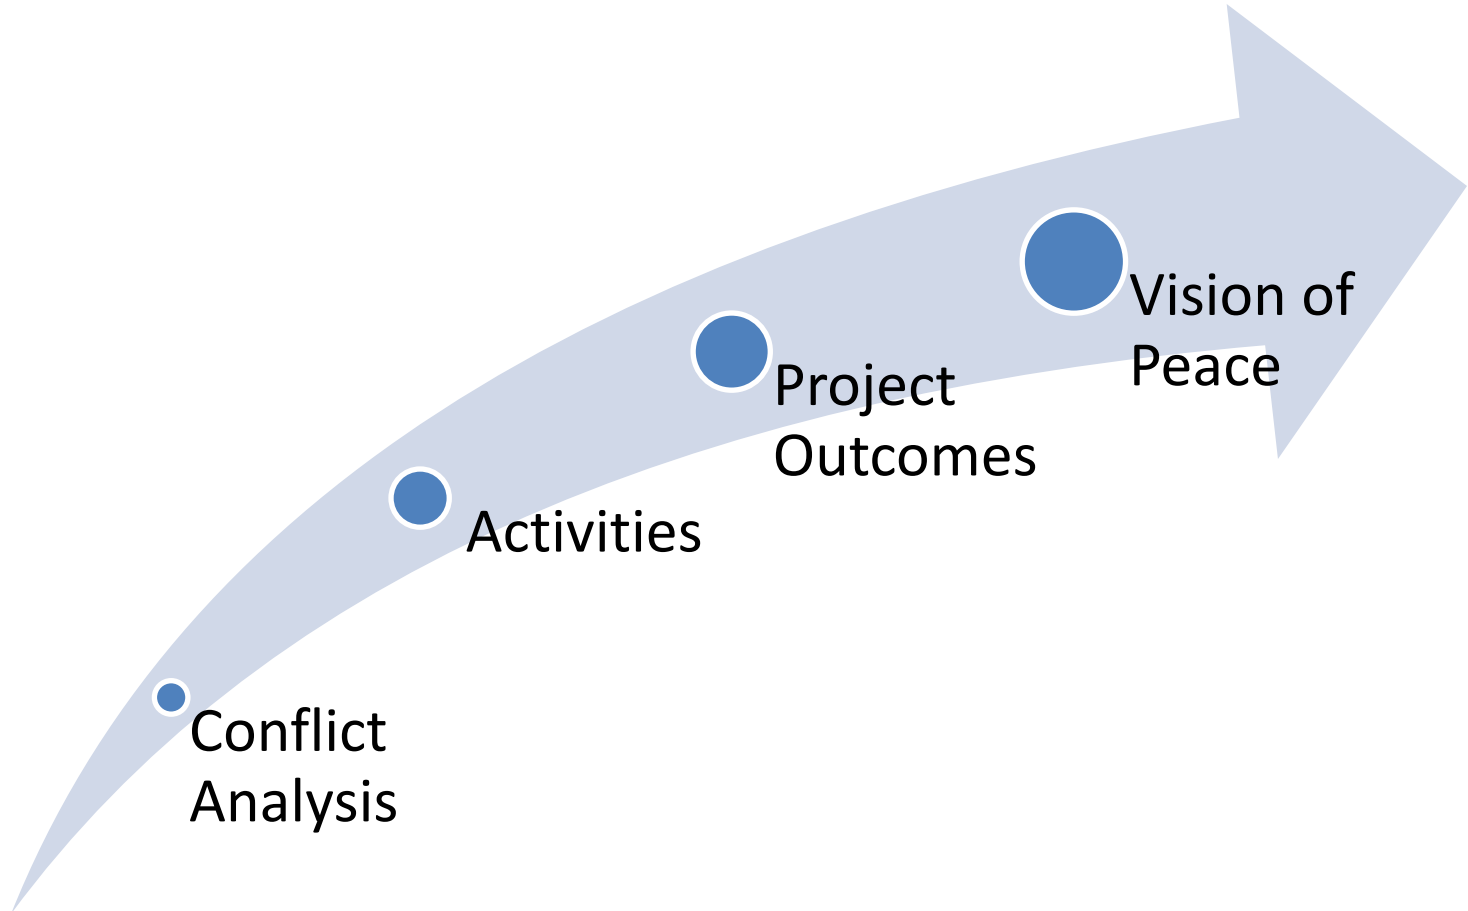 Vision of
Peace
Project
Outcomes
Activities
Conflict
Analysis